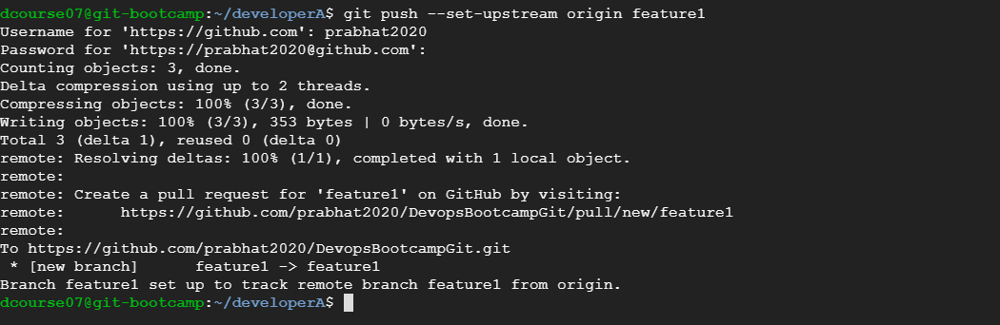 dcourse07@git-bootcamp:~/developerA$ git push --set-upstream origin feature1
Username for 'https://github.com': prabhat2020
Password for 'https://prabhat2020@github.com':
Counting objects: 3, done.
Delta compression using up to 2 threads.
Compressing objects: 100% (3/3), done.
Writing objects: 100% (3/3), 353 bytes | 0 bytes/s, done.
Total 3 (delta 1), reused 0 (delta 0)
remote: Resolving deltas: 100% (1/1), completed with 1 local object.
remote:
remote: Create a pull request for 'feature1' on GitHub by visiting:
remote:      https://github.com/prabhat2020/DevopsBootcampGit/pull/new/feature1
remote:
To https://github.com/prabhat2020/DevopsBootcampGit.git
 * [new branch]      feature1 -> feature1
Branch feature1 set up to track remote branch feature1 from origin.
dcourse07@git-bootcamp:~/developerA$